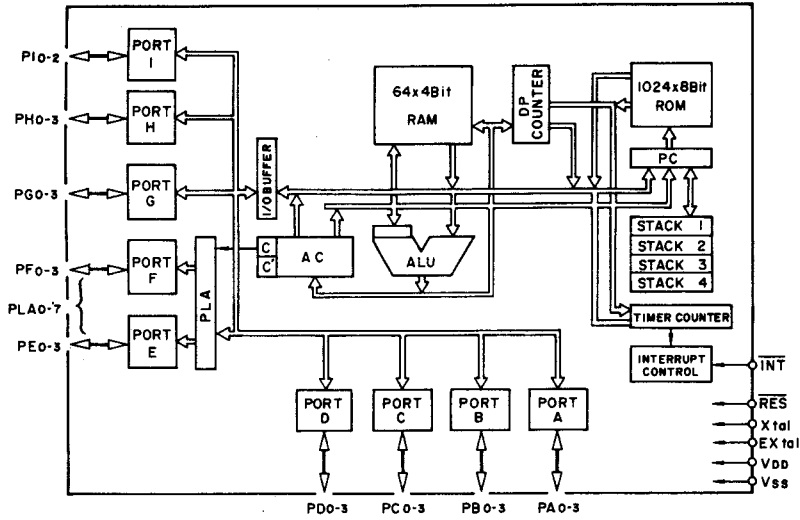 PI0-2
PORT
I
PH0-3
PORT
H
PG0-3
PORT
G
PF0-3
PORT
F
PLA0-7
PE0-3
PORT
E
PLA
I/O BUFFER
64x4Bit
RAM
DP
COUNTER
1024x8Bit
ROM
PC
STACK 1
STACK 2
STACK 3
STACK 4
C
C'
AC
ALU
TIMER COUNTER
INTERRUPT
CONTROL
INT
RES
Xtal
EXtal
VDD
VSS
PORT
D
PORT
C
PORT
B
PORT
A
PD0-3
PC0-3
PB0-3
PA0-3